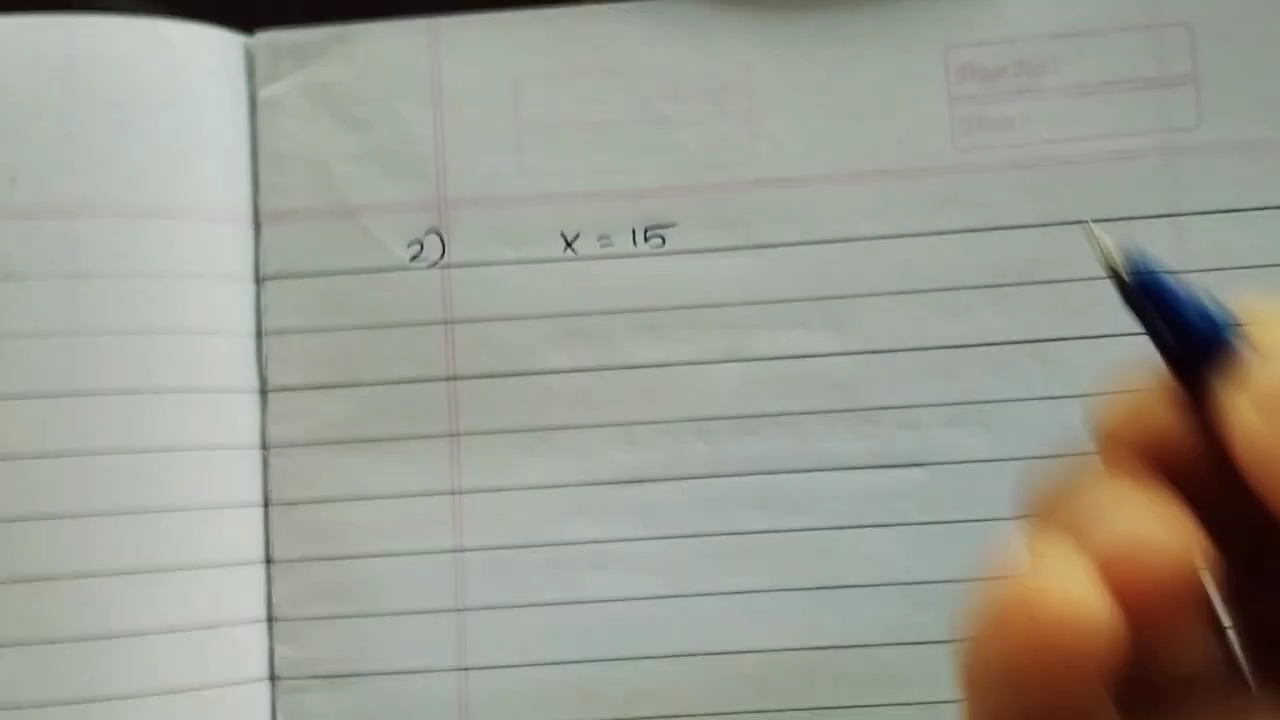 2) x = 15